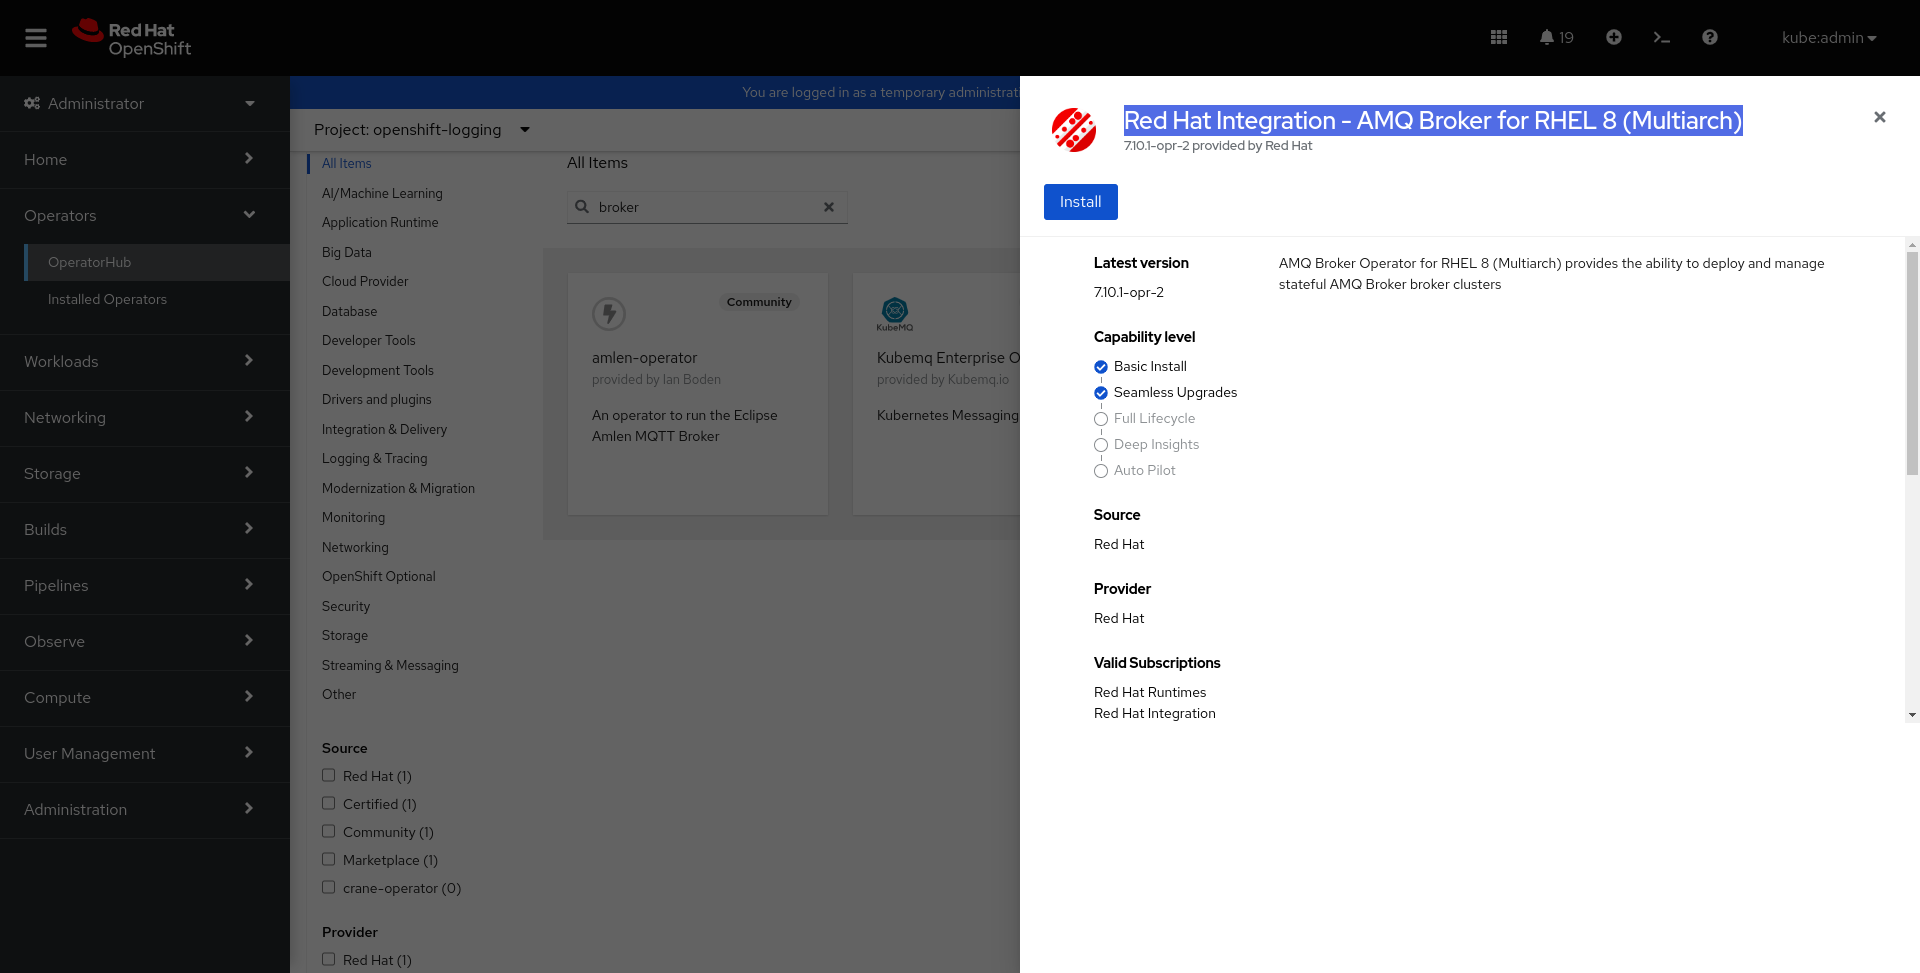 Red Hat
OpenShift
19
kube:admin
Administrator
Home
Operators
OperatorHub
Installed Operators
Workloads
Networking
Storage
Builds
Pipelines
Observe
Compute
User Management
Administration
You are logged in as a temporary administrat
Project: openshift-logging
All Items
AI/Machine Learning
Application Runtime
Big Data
Cloud Provider
Database
Developer Tools
Development Tools
Drivers and plugins
Integration & Delivery
Logging & Tracing
Modernization & Migration
Monitoring
Networking
OpenShift Optional
Security
Storage
Streaming & Messaging
Other
Source
Red Hat (1)
Certified (1)
Community (1)
Marketplace (1)
crane-operator (0)
Provider
Red Hat (1)
All Items
broker
Community
amlen-operator
provided by Ian Boden
An operator to run the Eclipse
Amlen MQTT Broker
KubeMQ
Kubemq Enterprise O
provided by Kubemq.io
Kubernetes Messaging
Red Hat Integration - AMQ Broker for RHEL 8 (Multiarch)
7.10.1-opr-2 provided by Red Hat
Install
Latest version
7.10.1-opr-2
Capability level
Basic Install
Seamless Upgrades
Full Lifecycle
Deep Insights
Auto Pilot
Source
Red Hat
Provider
Red Hat
Valid Subscriptions
Red Hat Runtimes
Red Hat Integration
AMQ Broker Operator for RHEL 8 (Multiarch) provides the ability to deploy and manage
stateful AMQ Broker broker clusters